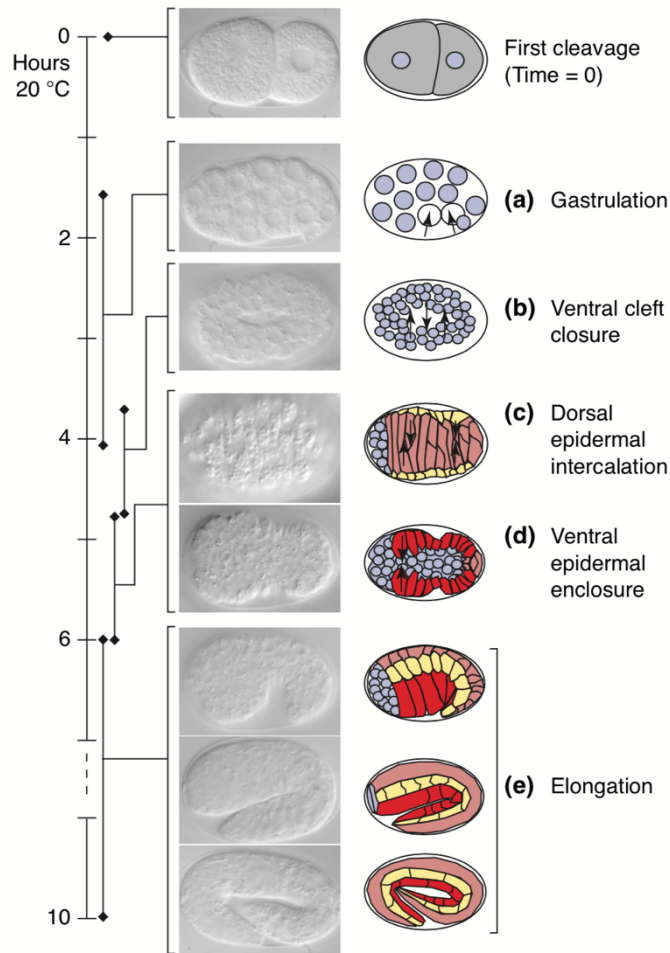 0
Hours
20 °C
First cleavage
(Time = 0)
(a) Gastrulation
2
(b) Ventral cleft
closure
(c) Dorsal
epidermal
intercalation
4
(d) Ventral
epidermal
enclosure
6
(e) Elongation
10